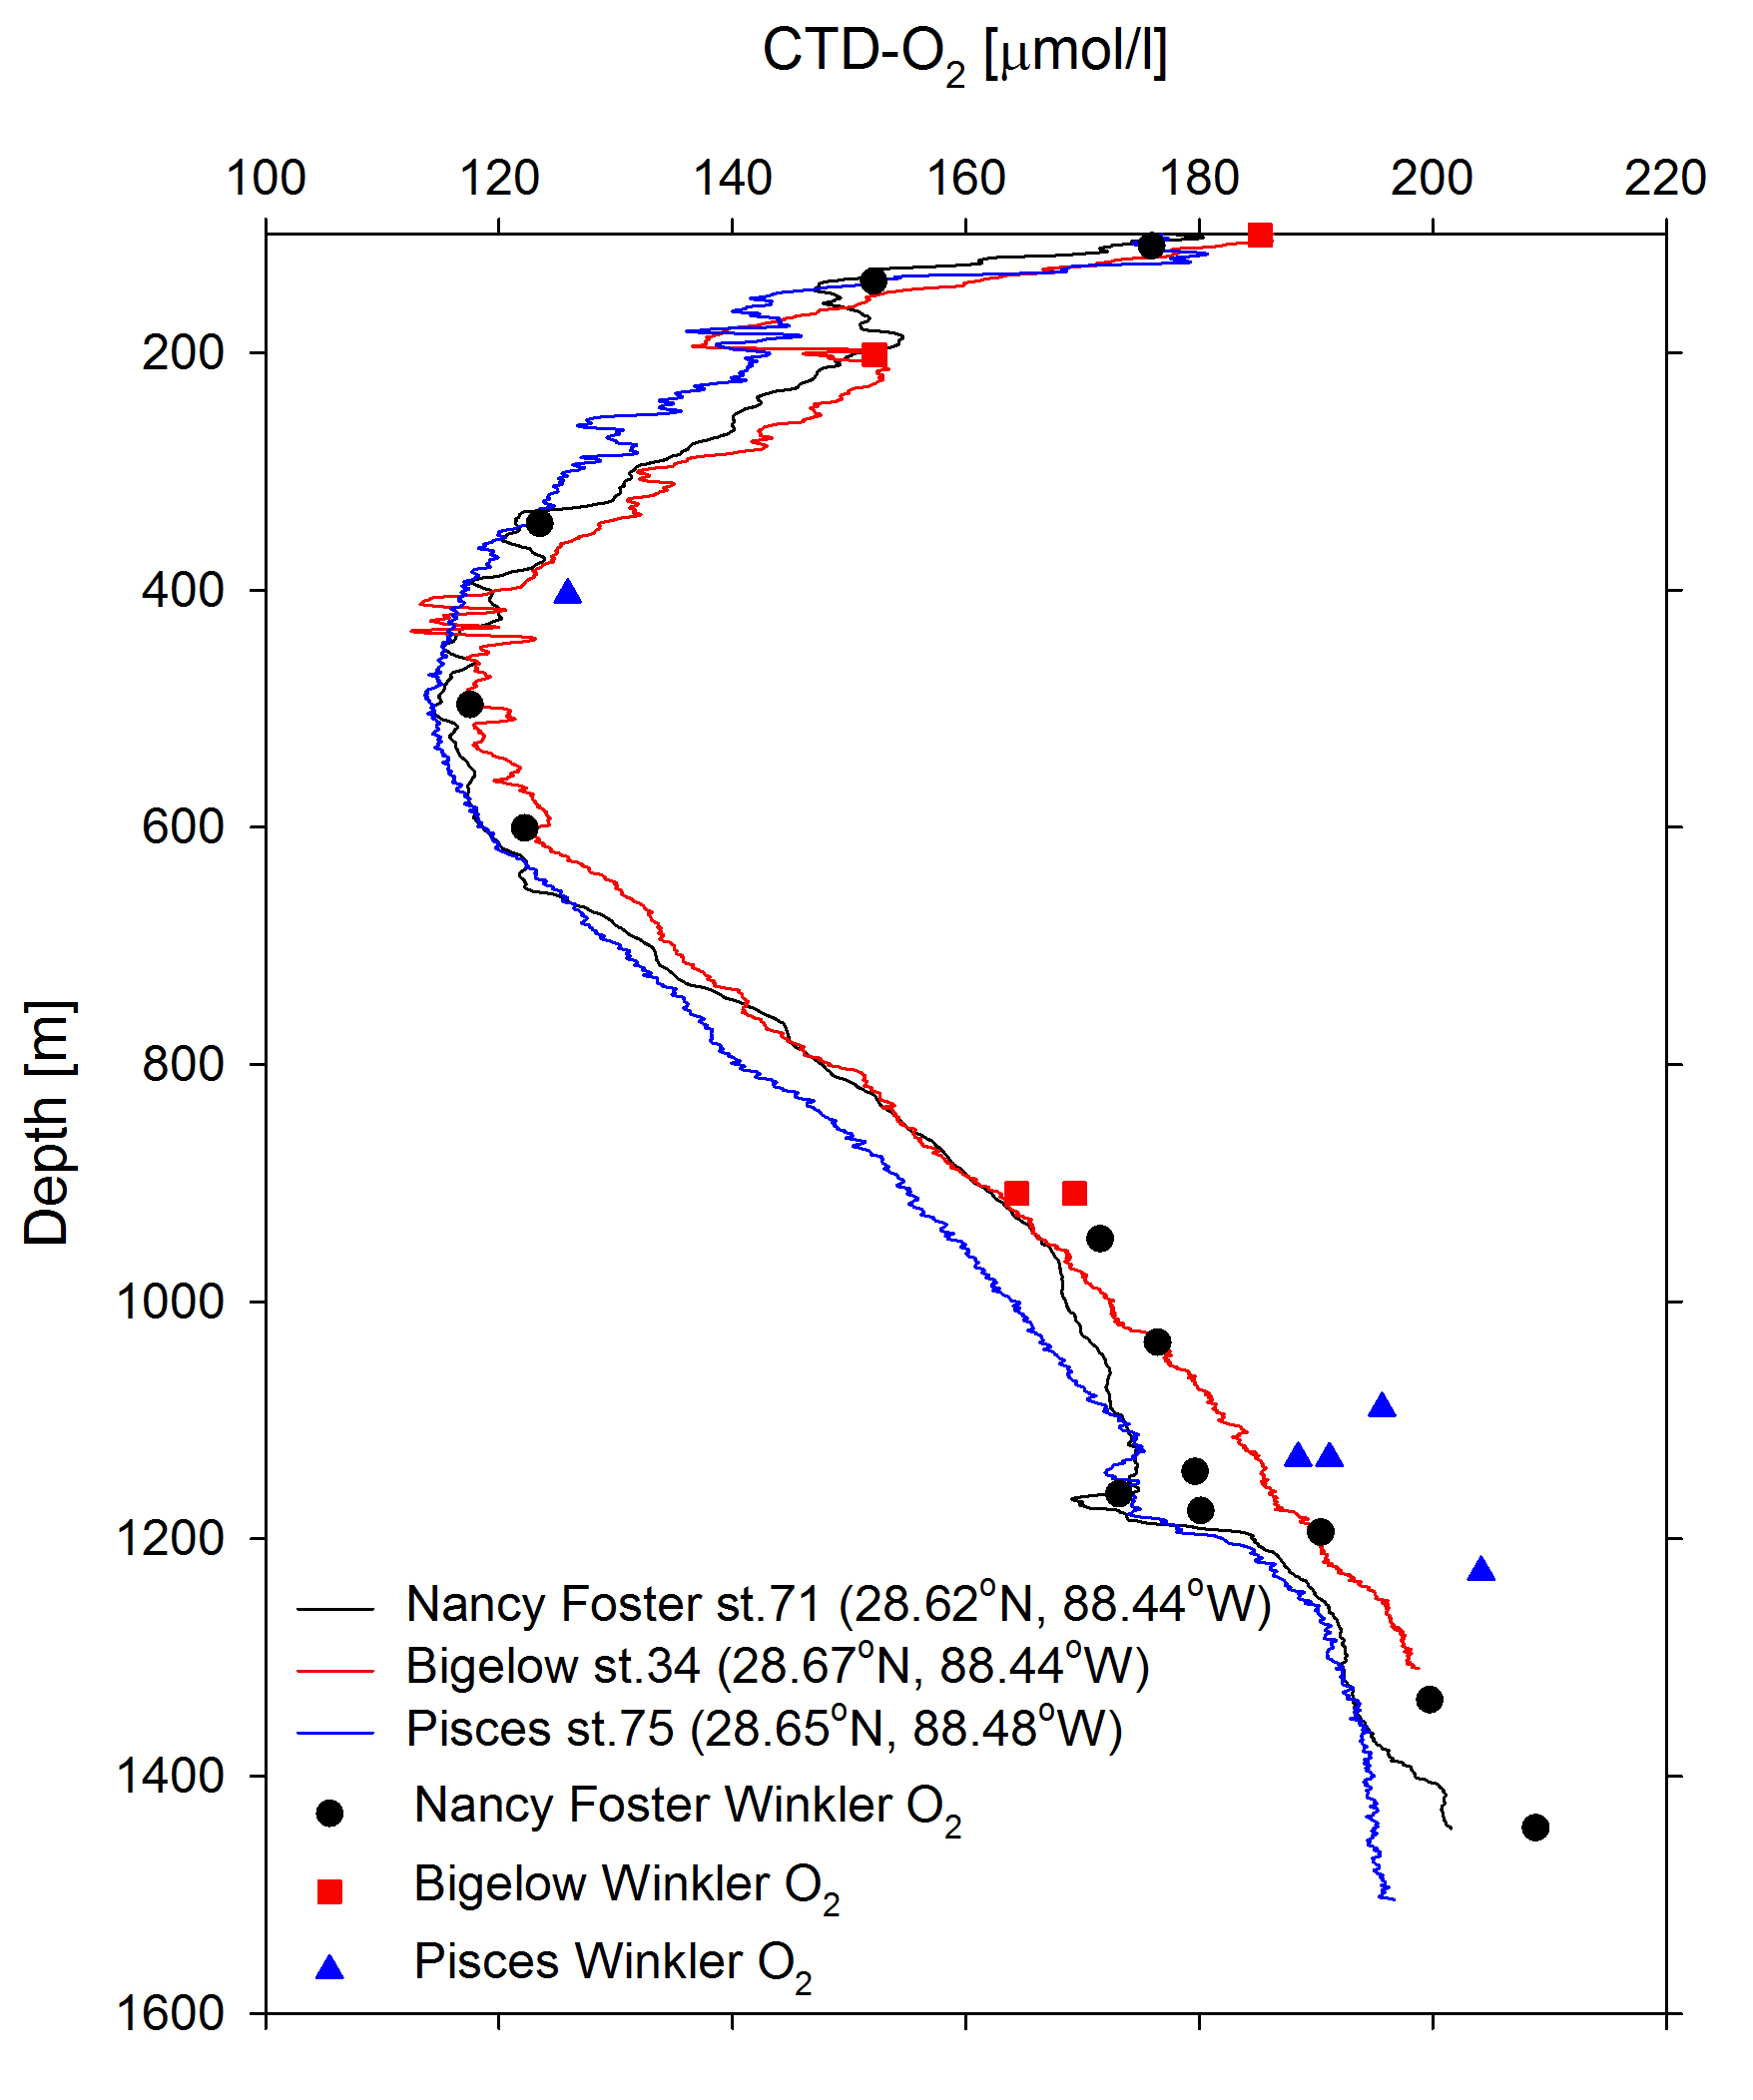 CTD-O₂ [μmol/l]
100 120 140 160 180 200 220
200
400
600
800
1000
1200
1400
1600
Depth [m]
Nancy Foster st.71 (28.62°N, 88.44°W)
Bigelow st.34 (28.67°N, 88.44°W)
Pisces st.75 (28.65°N, 88.48°W)
Nancy Foster Winkler O₂
Bigelow Winkler O₂
Pisces Winkler O₂